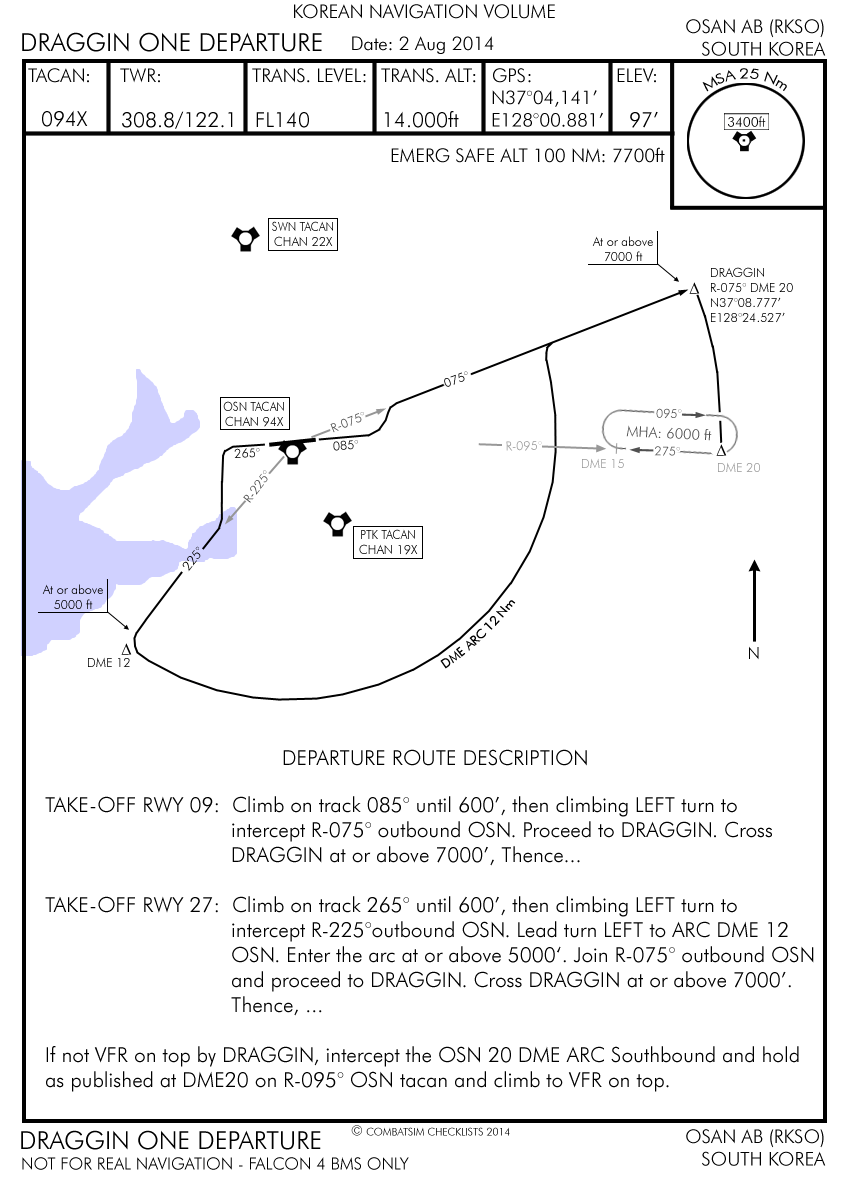 KOREAN NAVIGATION VOLUME
DRAGGIN ONE DEPARTURE
Date: 2 Aug 2014
OSAN AB (RKSO)
SOUTH KOREA
TACAN:
094X
TWR:
308.8/122.1
TRANS. LEVEL:
FL140
TRANS. ALT:
14.000ft
GPS:
N37°04,141’
E128°00.881’
ELEV:
97’
MSA 25 Nm
3400ft
EMERG SAFE ALT 100 NM: 7700ft
SWN TACAN
CHAN 22X
At or above
7000 ft
DRAGGIN
R-075° DME 20
N37°08.777’
E128°24.527’
075°
OSN TACAN
CHAN 94X
R-075°
085°
265°
R-225°
095°
MHA: 6000 ft
275°
R-095°
DME 15
DME 20
PTK TACAN
CHAN 19X
225°
At or above
5000 ft
DME 12
DME ARC 12 Nm
N
DEPARTURE ROUTE DESCRIPTION
TAKE-OFF RWY 09: Climb on track 085° until 600’, then climbing LEFT turn to
intercept R-075° outbound OSN. Proceed to DRAGGIN. Cross
DRAGGIN at or above 7000’, Thence...
TAKE-OFF RWY 27: Climb on track 265° until 600’, then climbing LEFT turn to
intercept R-225°outbound OSN. Lead turn LEFT to ARC DME 12
OSN. Enter the arc at or above 5000‘. Join R-075° outbound OSN
and proceed to DRAGGIN. Cross DRAGGIN at or above 7000’.
Thence, ...
If not VFR on top by DRAGGIN, intercept the OSN 20 DME ARC Southbound and hold
as published at DME20 on R-095° OSN tacan and climb to VFR on top.
DRAGGIN ONE DEPARTURE
© COMBATSIM CHECKLISTS 2014
OSAN AB (RKSO)
NOT FOR REAL NAVIGATION - FALCON 4 BMS ONLY
SOUTH KOREA